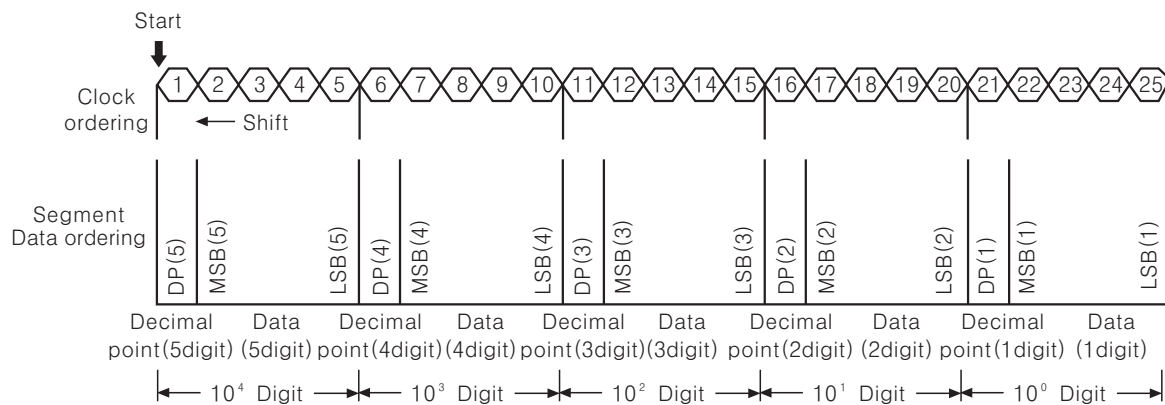 Start
1 2 3 4 5 6 7 8 9 10 11 12 13 14 15 16 17 18 19 20 21 22 23 24 25
Clock
ordering
Shift
Segment
Data ordering
DP(5)
MSB(5)
LSB(5)
DP(4)
MSB(4)
LSB(4)
DP(3)
MSB(3)
LSB(3)
DP(2)
MSB(2)
LSB(2)
DP(1)
MSB(1)
LSB(1)
Decimal Data Decimal Data Decimal Data Decimal Data Decimal Data
point(5digit) (5digit) point(4digit) (4digit) point(3digit) (3digit) point(2digit) (2digit) point(1digit) (1digit)
10⁴ Digit 10³ Digit 10² Digit 10¹ Digit 10⁰ Digit